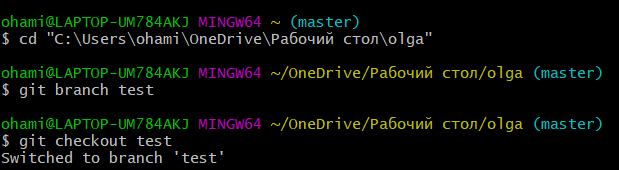 ohami@LAPTOP-UM784AKJ MINGW64 ~ (master)
$ cd "C:\Users\ohami\OneDrive\Рабочий стол\olga"
ohami@LAPTOP-UM784AKJ MINGW64 ~/OneDrive/Рабочий стол/olga (master)
$ git branch test
ohami@LAPTOP-UM784AKJ MINGW64 ~/OneDrive/Рабочий стол/olga (master)
$ git checkout test
Switched to branch 'test'